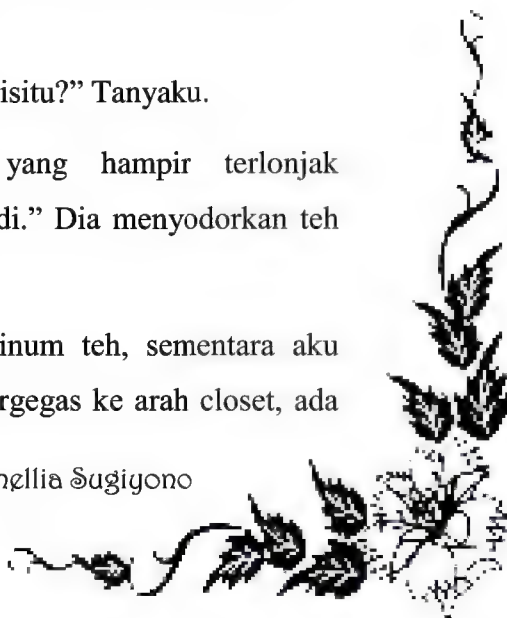 isitu?” Tanyaku.
yang hampir terlonjak
di.” Dia menyodorkan teh
inum teh, sementara aku
rgegas ke arah closet, ada
nellia Sugiyono